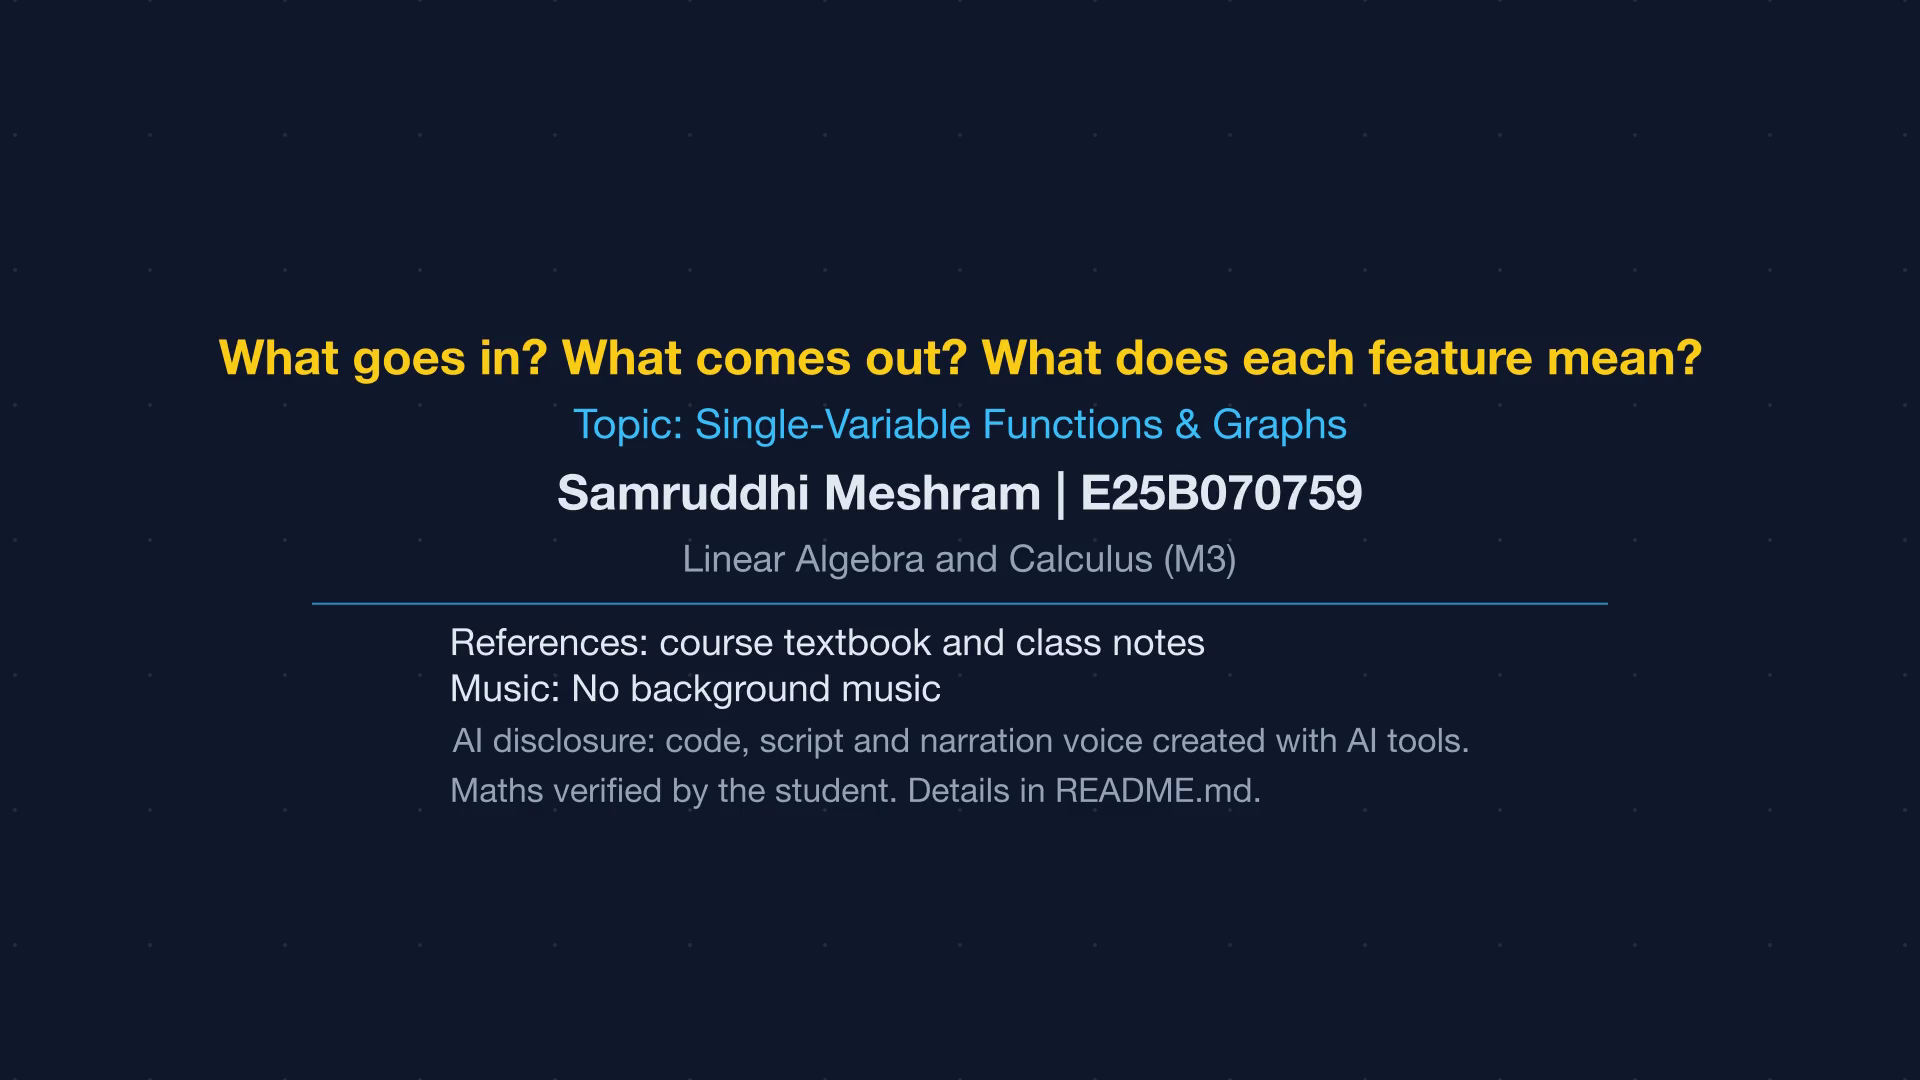 What goes in? What comes out? What does each feature mean?
Topic: Single-Variable Functions & Graphs
Samruddhi Meshram | E25B070759
Linear Algebra and Calculus (M3)
References: course textbook and class notes
Music: No background music
AI disclosure: code, script and narration voice created with AI tools.
Maths verified by the student. Details in README.md.